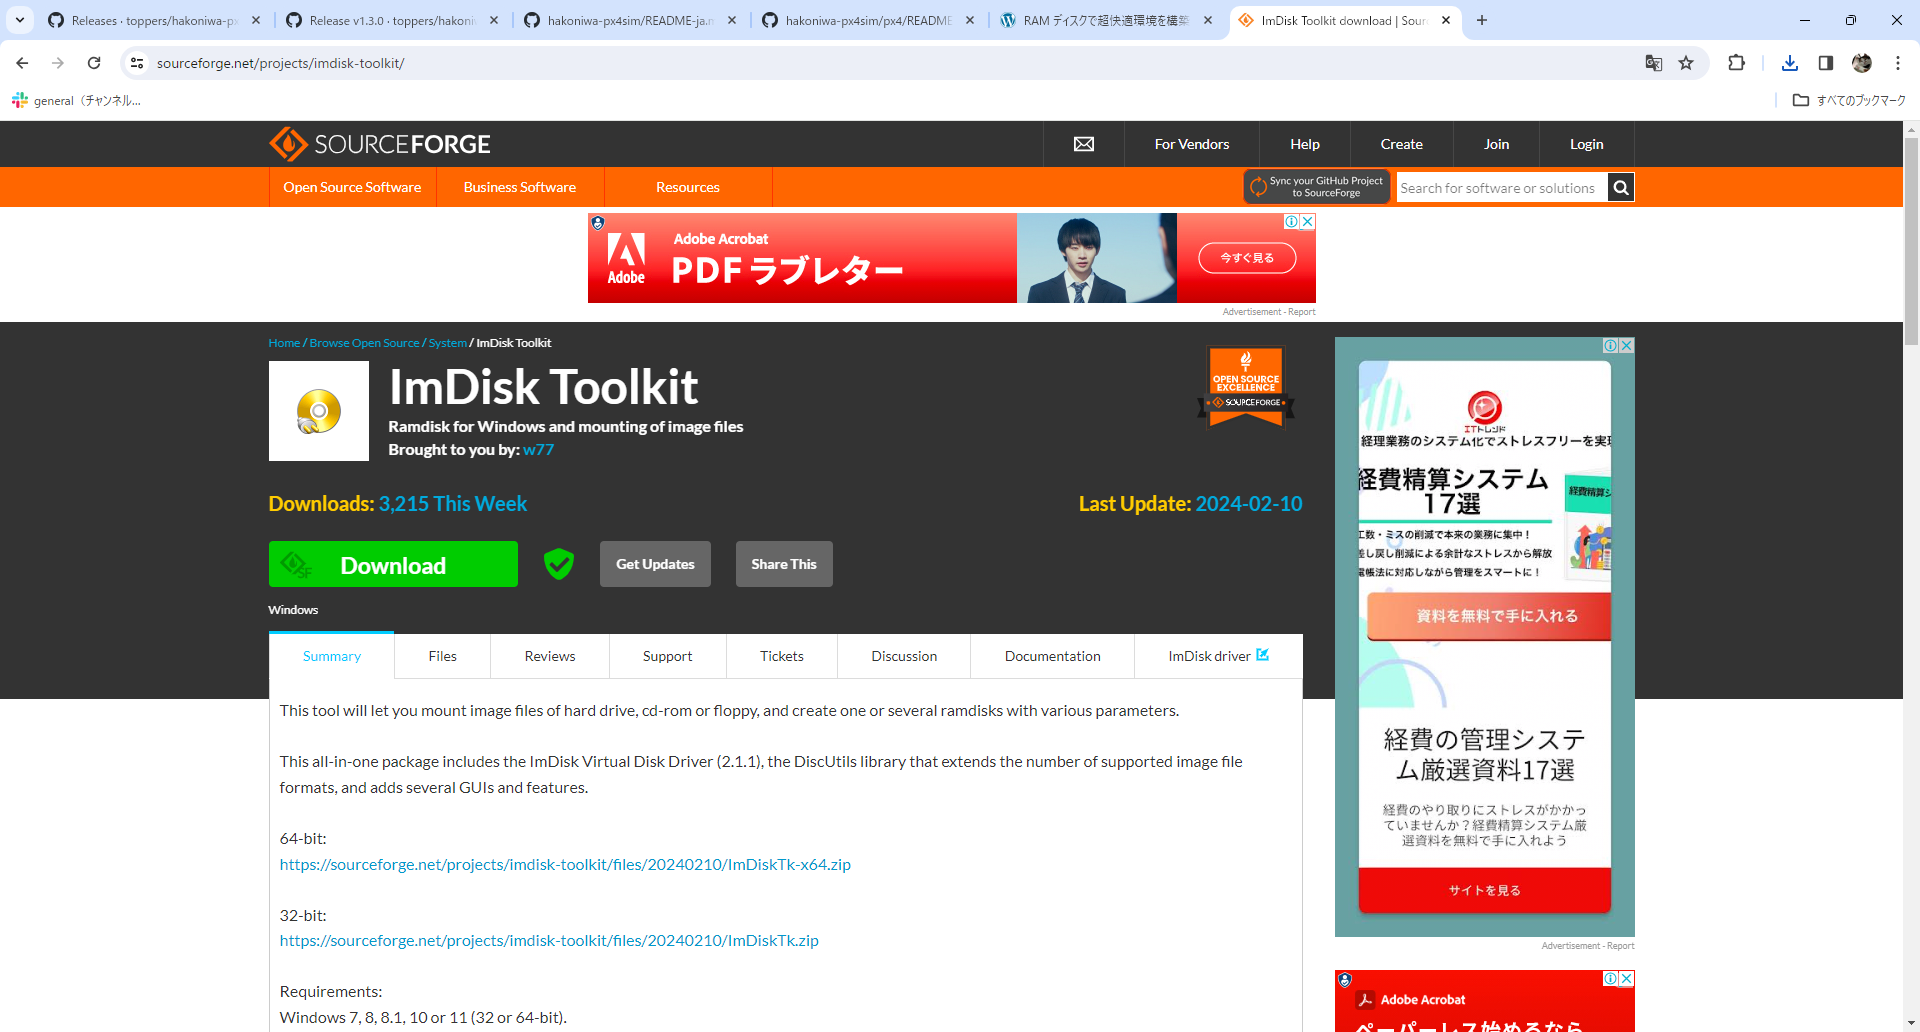 Releases · toppers/hakoniwa-px
Release v1.3.0 · toppers/hakoniw
hakoniwa-px4sim/README-ja.m
hakoniwa-px4sim/px4/README
RAM ディスクで超快適環境を構築
ImDisk Toolkit download | Sour
sourceforge.net/projects/imdisk-toolkit/
general（チャンネル...
すべてのブックマーク
SOURCEFORGE
For Vendors
Help
Create
Join
Login
Open Source Software
Business Software
Resources
Sync your GitHub Project
to SourceForge
Search for software or solutions
Adobe
Adobe Acrobat
PDF ラブレター
今すぐ見る
Advertisement - Report
Home / Browse Open Source / System / ImDisk Toolkit
ImDisk Toolkit
Ramdisk for Windows and mounting of image files
Brought to you by: w77
OPEN SOURCE
EXCELLENCE
SOURCEFORGE
Downloads: 3,215 This Week
Last Update: 2024-02-10
SF
Download
Get Updates
Share This
Windows
Summary
Files
Reviews
Support
Tickets
Discussion
Documentation
ImDisk driver
This tool will let you mount image files of hard drive, cd-rom or floppy, and create one or several ramdisks with various parameters.
This all-in-one package includes the ImDisk Virtual Disk Driver (2.1.1), the DiscUtils library that extends the number of supported image file
formats, and adds several GUIs and features.
64-bit:
https://sourceforge.net/projects/imdisk-toolkit/files/20240210/ImDiskTk-x64.zip
32-bit:
https://sourceforge.net/projects/imdisk-toolkit/files/20240210/ImDiskTk.zip
Requirements:
Windows 7, 8, 8.1, 10 or 11 (32 or 64-bit).
ITトレンド
経理業務のシステム化でストレスフリーを実現
経費精算システム
17選
経費精算シ
工数・ミスの削減で本来の業務に集中！
差し戻し削減による余計なストレスから解放
電帳法に対応しながら管理をスマートに！
資料を無料で手に入れる
経費の管理システ
ム厳選資料17選
経費のやり取りにストレスがかかっ
ていませんか？経費精算システム厳
選資料を無料で手に入れよう
サイトを見る
Advertisement - Report
Adobe Acrobat
ペーパーレス始めるなら